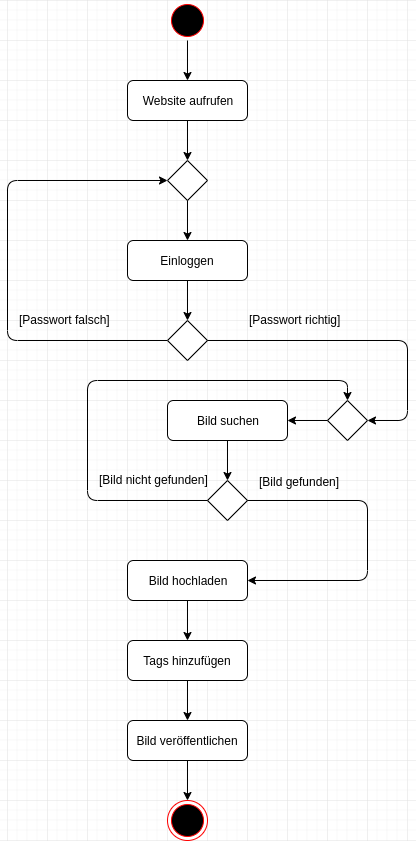 Website aufrufen
Einloggen
[Passwort falsch]
[Passwort richtig]
Bild suchen
[Bild nicht gefunden]
[Bild gefunden]
Bild hochladen
Tags hinzufügen
Bild veröffentlichen